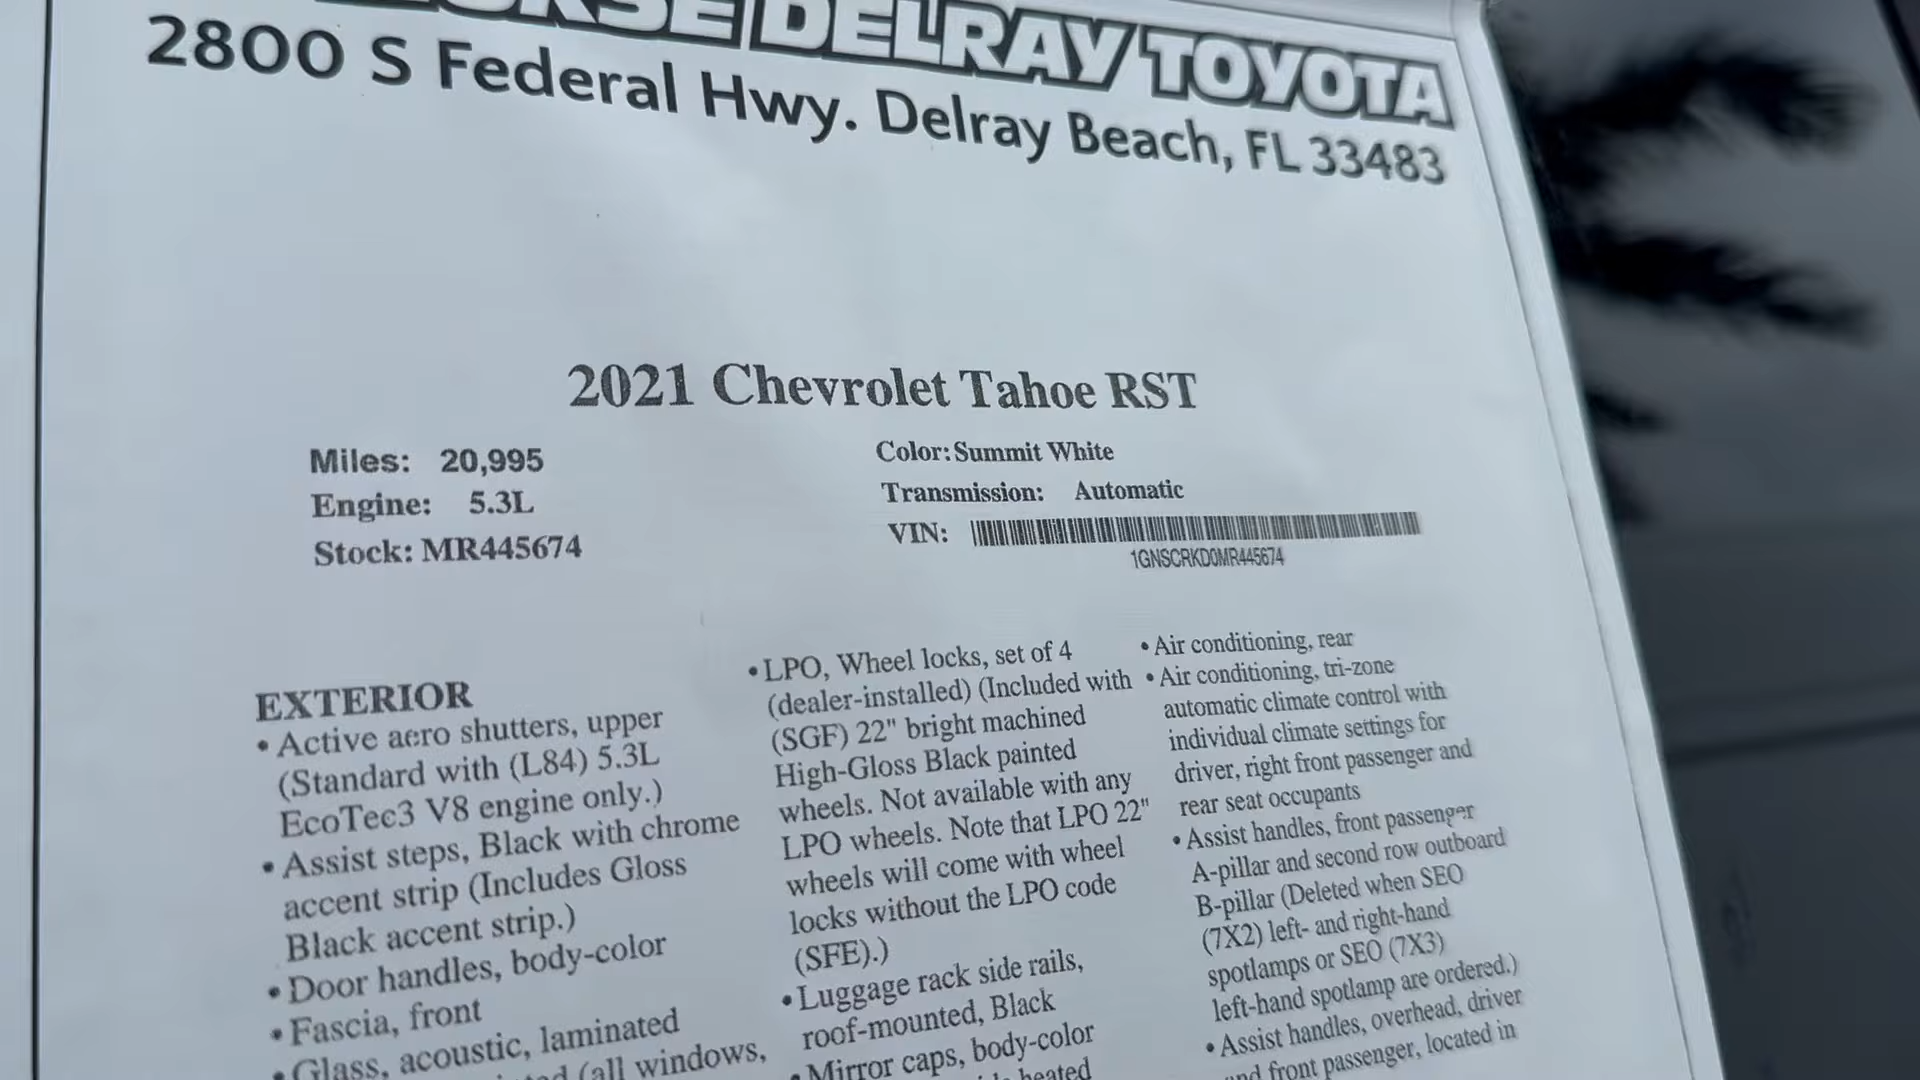 DELRAY TOYOTA
2800 S Federal Hwy. Delray Beach, FL 33483
2021 Chevrolet Tahoe RST
Miles: 20,995
Engine: 5.3L
Stock: MR445674
Color: Summit White
Transmission: Automatic
VIN:
1GNSCRKD0MR445674
EXTERIOR
• Active aero shutters, upper
(Standard with (L84) 5.3L
EcoTec3 V8 engine only.)
• Assist steps, Black with chrome
accent strip (Includes Gloss
Black accent strip.)
• Door handles, body-color
• Fascia, front
• Glass, acoustic, laminated
(all windows,
• LPO, Wheel locks, set of 4
(dealer-installed) (Included with
(SGF) 22" bright machined
High-Gloss Black painted
wheels. Not available with any
LPO wheels. Note that LPO 22"
wheels will come with wheel
locks without the LPO code
(SFE).)
• Luggage rack side rails,
roof-mounted, Black
• Mirror caps, body-color
heated
• Air conditioning, rear
• Air conditioning, tri-zone
automatic climate control with
individual climate settings for
driver, right front passenger and
rear seat occupants
• Assist handles, front passenger
A-pillar and second row outboard
B-pillar (Deleted when SEO
(7X2) left- and right-hand
spotlamps or SEO (7X3)
left-hand spotlamp are ordered.)
• Assist handles, overhead, driver
and front passenger, located in